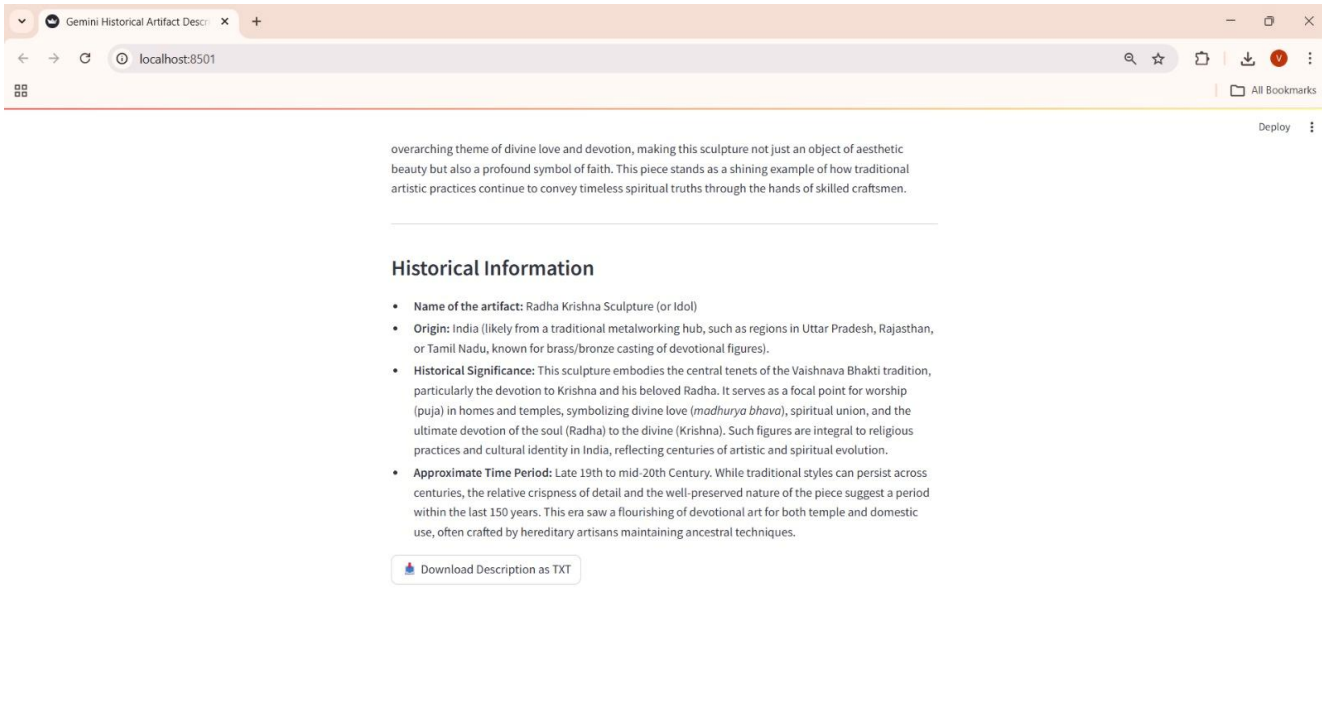 Gemini Historical Artifact Descri
localhost:8501
V
All Bookmarks
Deploy
overarching theme of divine love and devotion, making this sculpture not just an object of aesthetic
beauty but also a profound symbol of faith. This piece stands as a shining example of how traditional
artistic practices continue to convey timeless spiritual truths through the hands of skilled craftsmen.
Historical Information
• Name of the artifact: Radha Krishna Sculpture (or Idol)
• Origin: India (likely from a traditional metalworking hub, such as regions in Uttar Pradesh, Rajasthan,
or Tamil Nadu, known for brass/bronze casting of devotional figures).
• Historical Significance: This sculpture embodies the central tenets of the Vaishnava Bhakti tradition,
particularly the devotion to Krishna and his beloved Radha. It serves as a focal point for worship
(puja) in homes and temples, symbolizing divine love (madhurya bhava), spiritual union, and the
ultimate devotion of the soul (Radha) to the divine (Krishna). Such figures are integral to religious
practices and cultural identity in India, reflecting centuries of artistic and spiritual evolution.
• Approximate Time Period: Late 19th to mid-20th Century. While traditional styles can persist across
centuries, the relative crispness of detail and the well-preserved nature of the piece suggest a period
within the last 150 years. This era saw a flourishing of devotional art for both temple and domestic
use, often crafted by hereditary artisans maintaining ancestral techniques.
Download Description as TXT